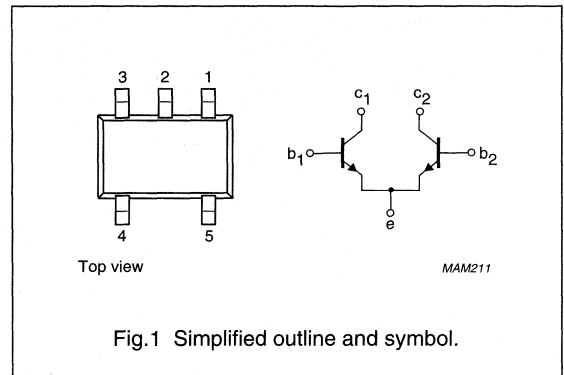 3 2 1
c1 c2
b1 b2
4 5
e
Top view
MAM211
Fig.1 Simplified outline and symbol.